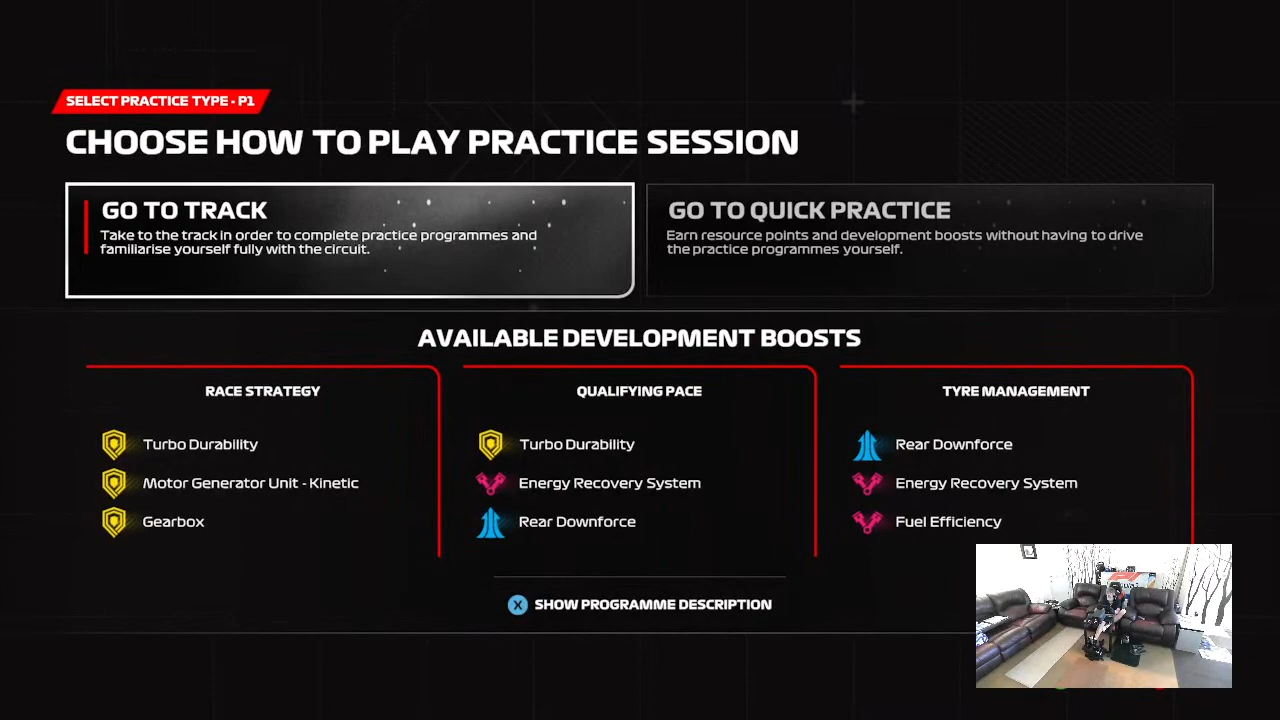 SELECT PRACTICE TYPE - P1
CHOOSE HOW TO PLAY PRACTICE SESSION
GO TO TRACK
Take to the track in order to complete practice programmes and
familiarise yourself fully with the circuit.
GO TO QUICK PRACTICE
Earn resource points and development boosts without having to drive
the practice programmes yourself.
AVAILABLE DEVELOPMENT BOOSTS
RACE STRATEGY
Turbo Durability
Motor Generator Unit - Kinetic
Gearbox
QUALIFYING PACE
Turbo Durability
Energy Recovery System
Rear Downforce
TYRE MANAGEMENT
Rear Downforce
Energy Recovery System
Fuel Efficiency
X SHOW PROGRAMME DESCRIPTION